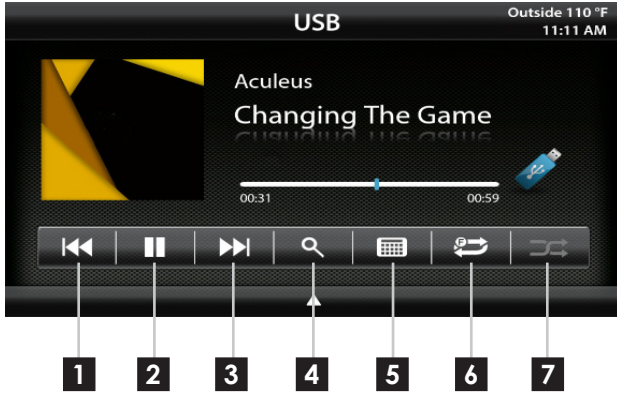 USB
Outside 110 °F
11:11 AM
Aculeus
Changing The Game
00:31 00:59
1 2 3 4 5 6 7